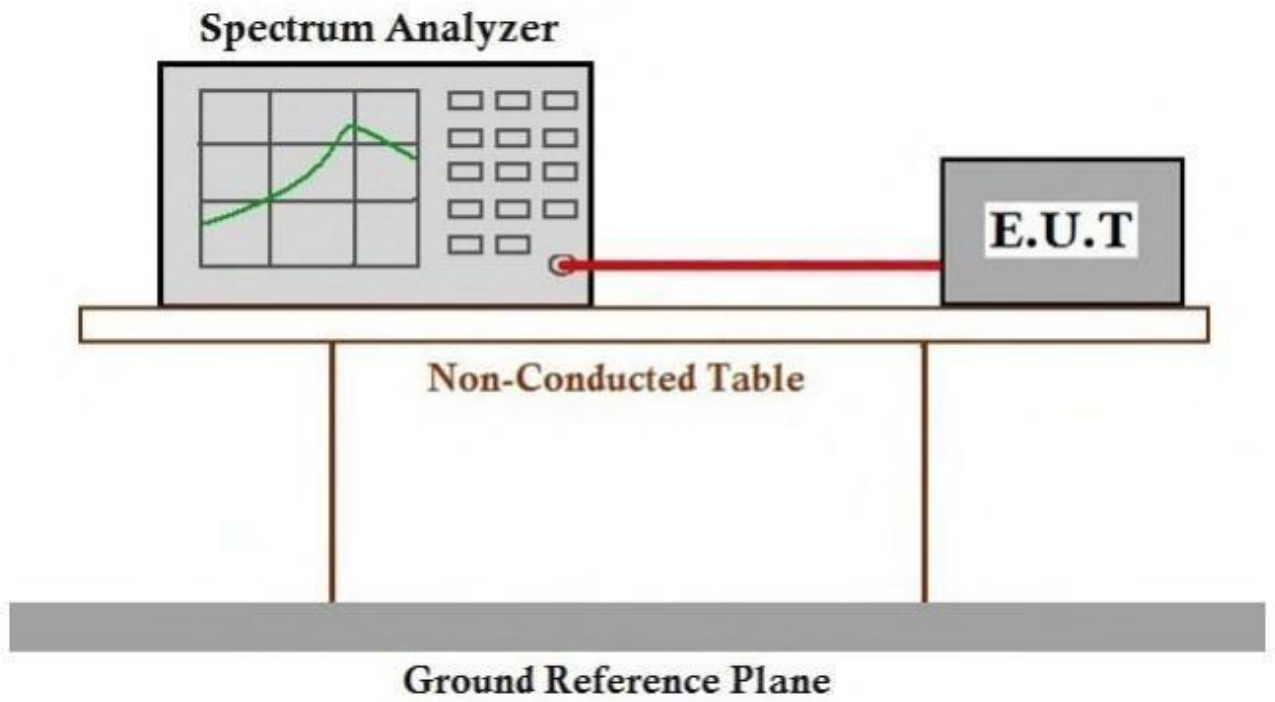 Spectrum Analyzer
E.U.T
Non-Conducted Table
Ground Reference Plane